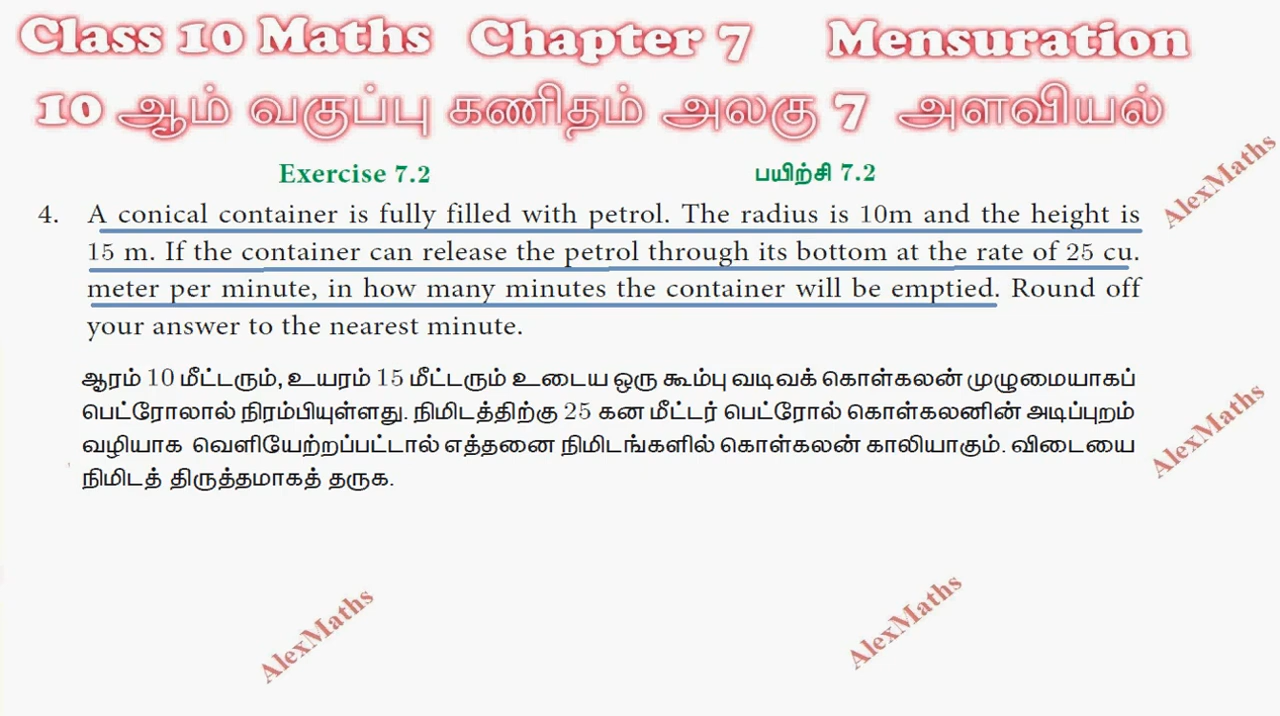 Class 10 Maths Chapter 7 Mensuration
10 ஆம் வகுப்பு கணிதம் அலகு 7 அளவியல்
Exercise 7.2 பயிற்சி 7.2
4. A conical container is fully filled with petrol. The radius is 10m and the height is
15 m. If the container can release the petrol through its bottom at the rate of 25 cu.
meter per minute, in how many minutes the container will be emptied. Round off
your answer to the nearest minute.
ஆரம் 10 மீட்டரும், உயரம் 15 மீட்டரும் உடைய ஒரு கூம்பு வடிவக் கொள்கலன் முழுமையாகப்
பெட்ரோலால் நிரம்பியுள்ளது. நிமிடத்திற்கு 25 கன மீட்டர் பெட்ரோல் கொள்கலனின் அடிப்புறம்
வழியாக வெளியேற்றப்பட்டால் எத்தனை நிமிடங்களில் கொள்கலன் காலியாகும். விடையை
நிமிடத் திருத்தமாகத் தருக.
AlexMaths
AlexMaths
AlexMaths
AlexMaths